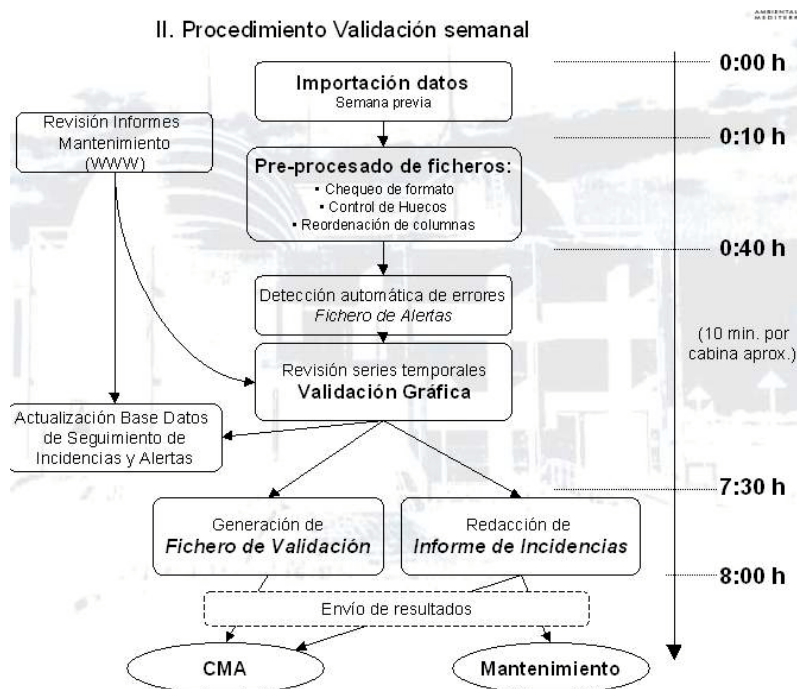 AMBIENTAL
MEDITERR
II. Procedimiento Validación semanal
Importación datos
Semana previa
0:00 h
Revisión Informes
Mantenimiento
(WWW)
0:10 h
Pre-procesado de ficheros:
▪ Chequeo de formato
▪ Control de Huecos
▪ Reordenación de columnas
0:40 h
Detección automática de errores
Fichero de Alertas
(10 min. por
cabina aprox.)
Revisión series temporales
Validación Gráfica
Actualización Base Datos
de Seguimiento de
Incidencias y Alertas
7:30 h
Generación de
Fichero de Validación
Redacción de
Informe de Incidencias
8:00 h
Envío de resultados
CMA
Mantenimiento